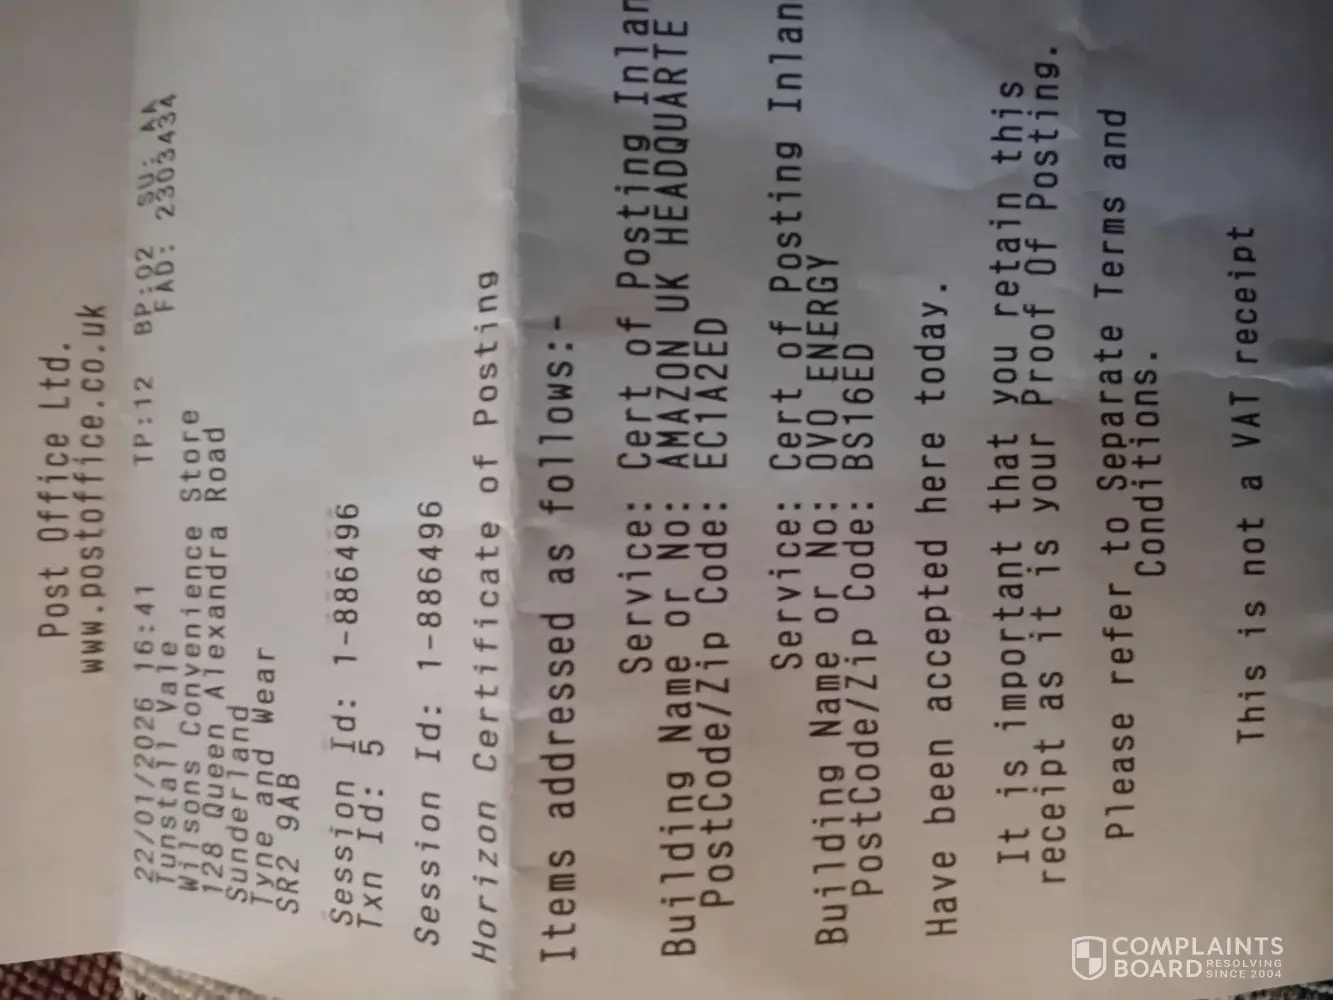 Post Office Ltd.
www.postoffice.co.uk
22/01/2026 16:41 TP:12 BP:02 SU: AA
Tunstall Vale FAD: 2303434
Wilsons Convenience Store
128 Queen Alexandra Road
Sunderland
Tyne and Wear
SR2 9AB
Session Id: 1-886496
Txn Id: 5
Session Id: 1-886496
Horizon Certificate of Posting
Items addressed as follows:-
Service: Cert of Posting Inlan
Building Name or No: AMAZON UK HEADQUARTE
PostCode/Zip Code: EC1A2ED
Service: Cert of Posting Inlan
Building Name or No: OVO ENERGY
PostCode/Zip Code: BS16ED
Have been accepted here today.
It is important that you retain this
receipt as it is your Proof Of Posting.
Please refer to Separate Terms and
Conditions.
This is not a VAT receipt
COMPLAINTS
BOARD RESOLVING
SINCE 2004